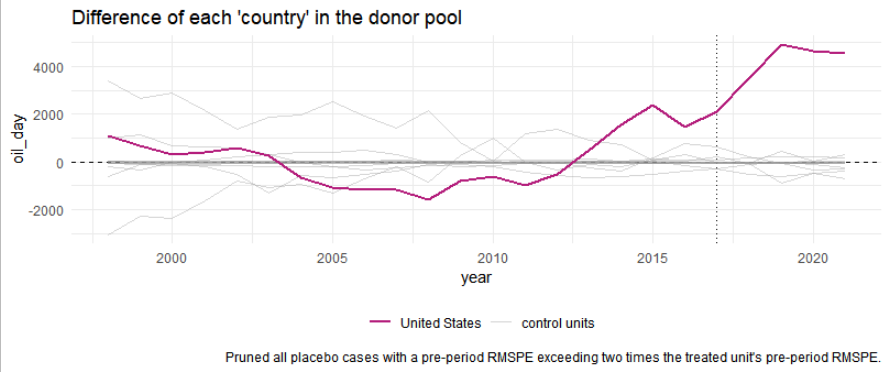 Difference of each 'country' in the donor pool
oil_day
4000
2000
0
-2000
2000
2005
2010
2015
2020
year
United States
control units
Pruned all placebo cases with a pre-period RMSPE exceeding two times the treated unit's pre-period RMSPE.